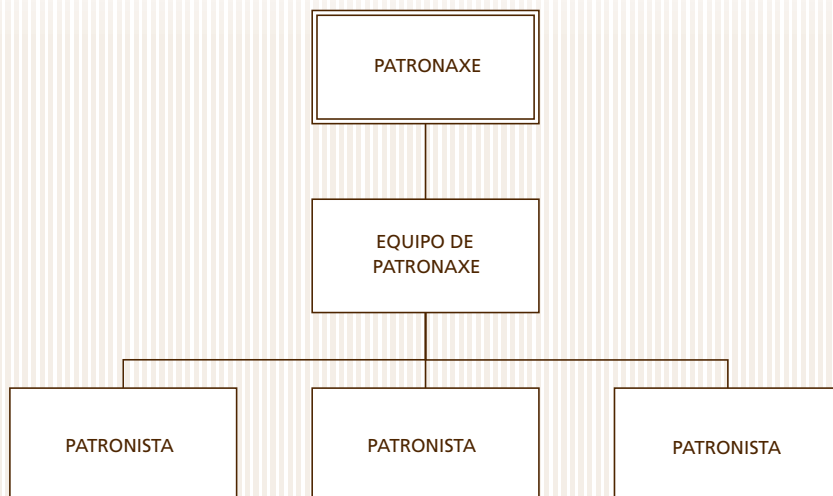 PATRONAXE
EQUIPO DE
PATRONAXE
PATRONISTA
PATRONISTA
PATRONISTA